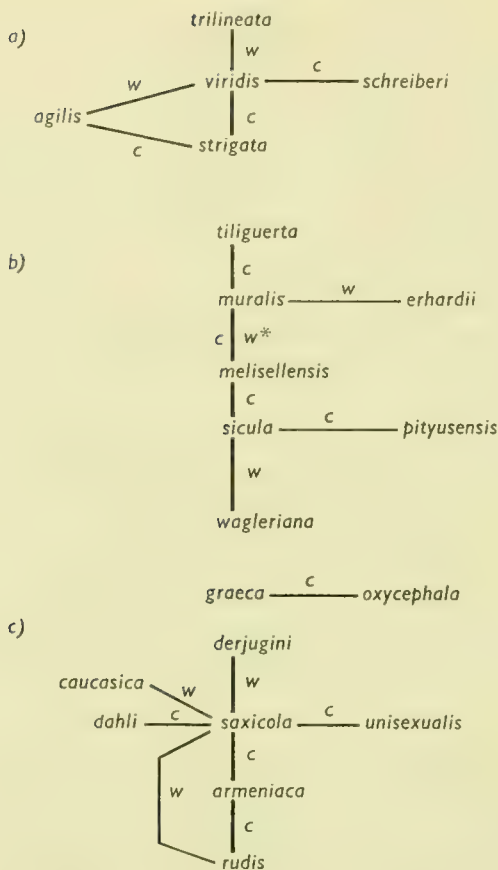 a)
trilineata
w
w
viridis
c
schreiberi
agilis
c
c
strigata
b)
tiliguerta
c
muralis
w
erhardii
c
w*
melisellensis
c
sicula
c
pityusensis
w
wagleriana
graeca
c
oxycephala
c)
derjugini
caucasica
w
w
dahli
c
saxicola
c
unisexualis
c
w
armeniaca
c
rudis